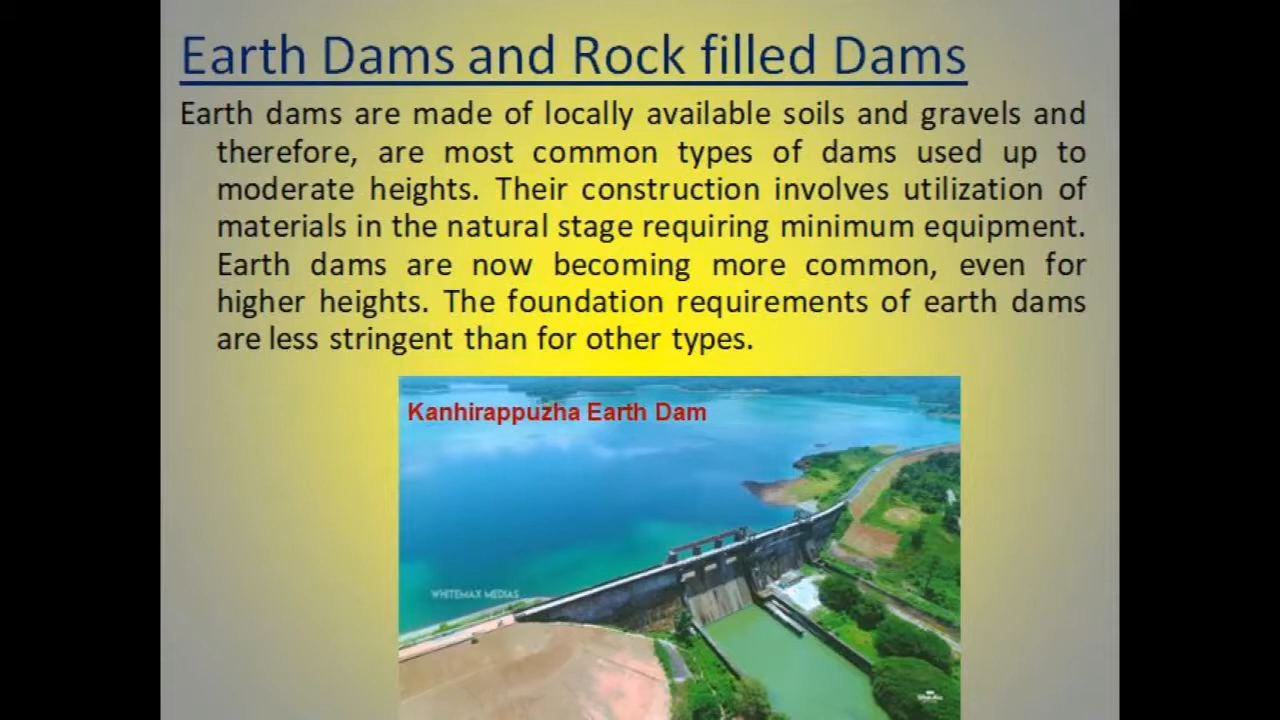 Earth Dams and Rock filled Dams
Earth dams are made of locally available soils and gravels and
therefore, are most common types of dams used up to
moderate heights. Their construction involves utilization of
materials in the natural stage requiring minimum equipment.
Earth dams are now becoming more common, even for
higher heights. The foundation requirements of earth dams
are less stringent than for other types.
Kanhirappuzha Earth Dam
WHITEMAX MEDIAS